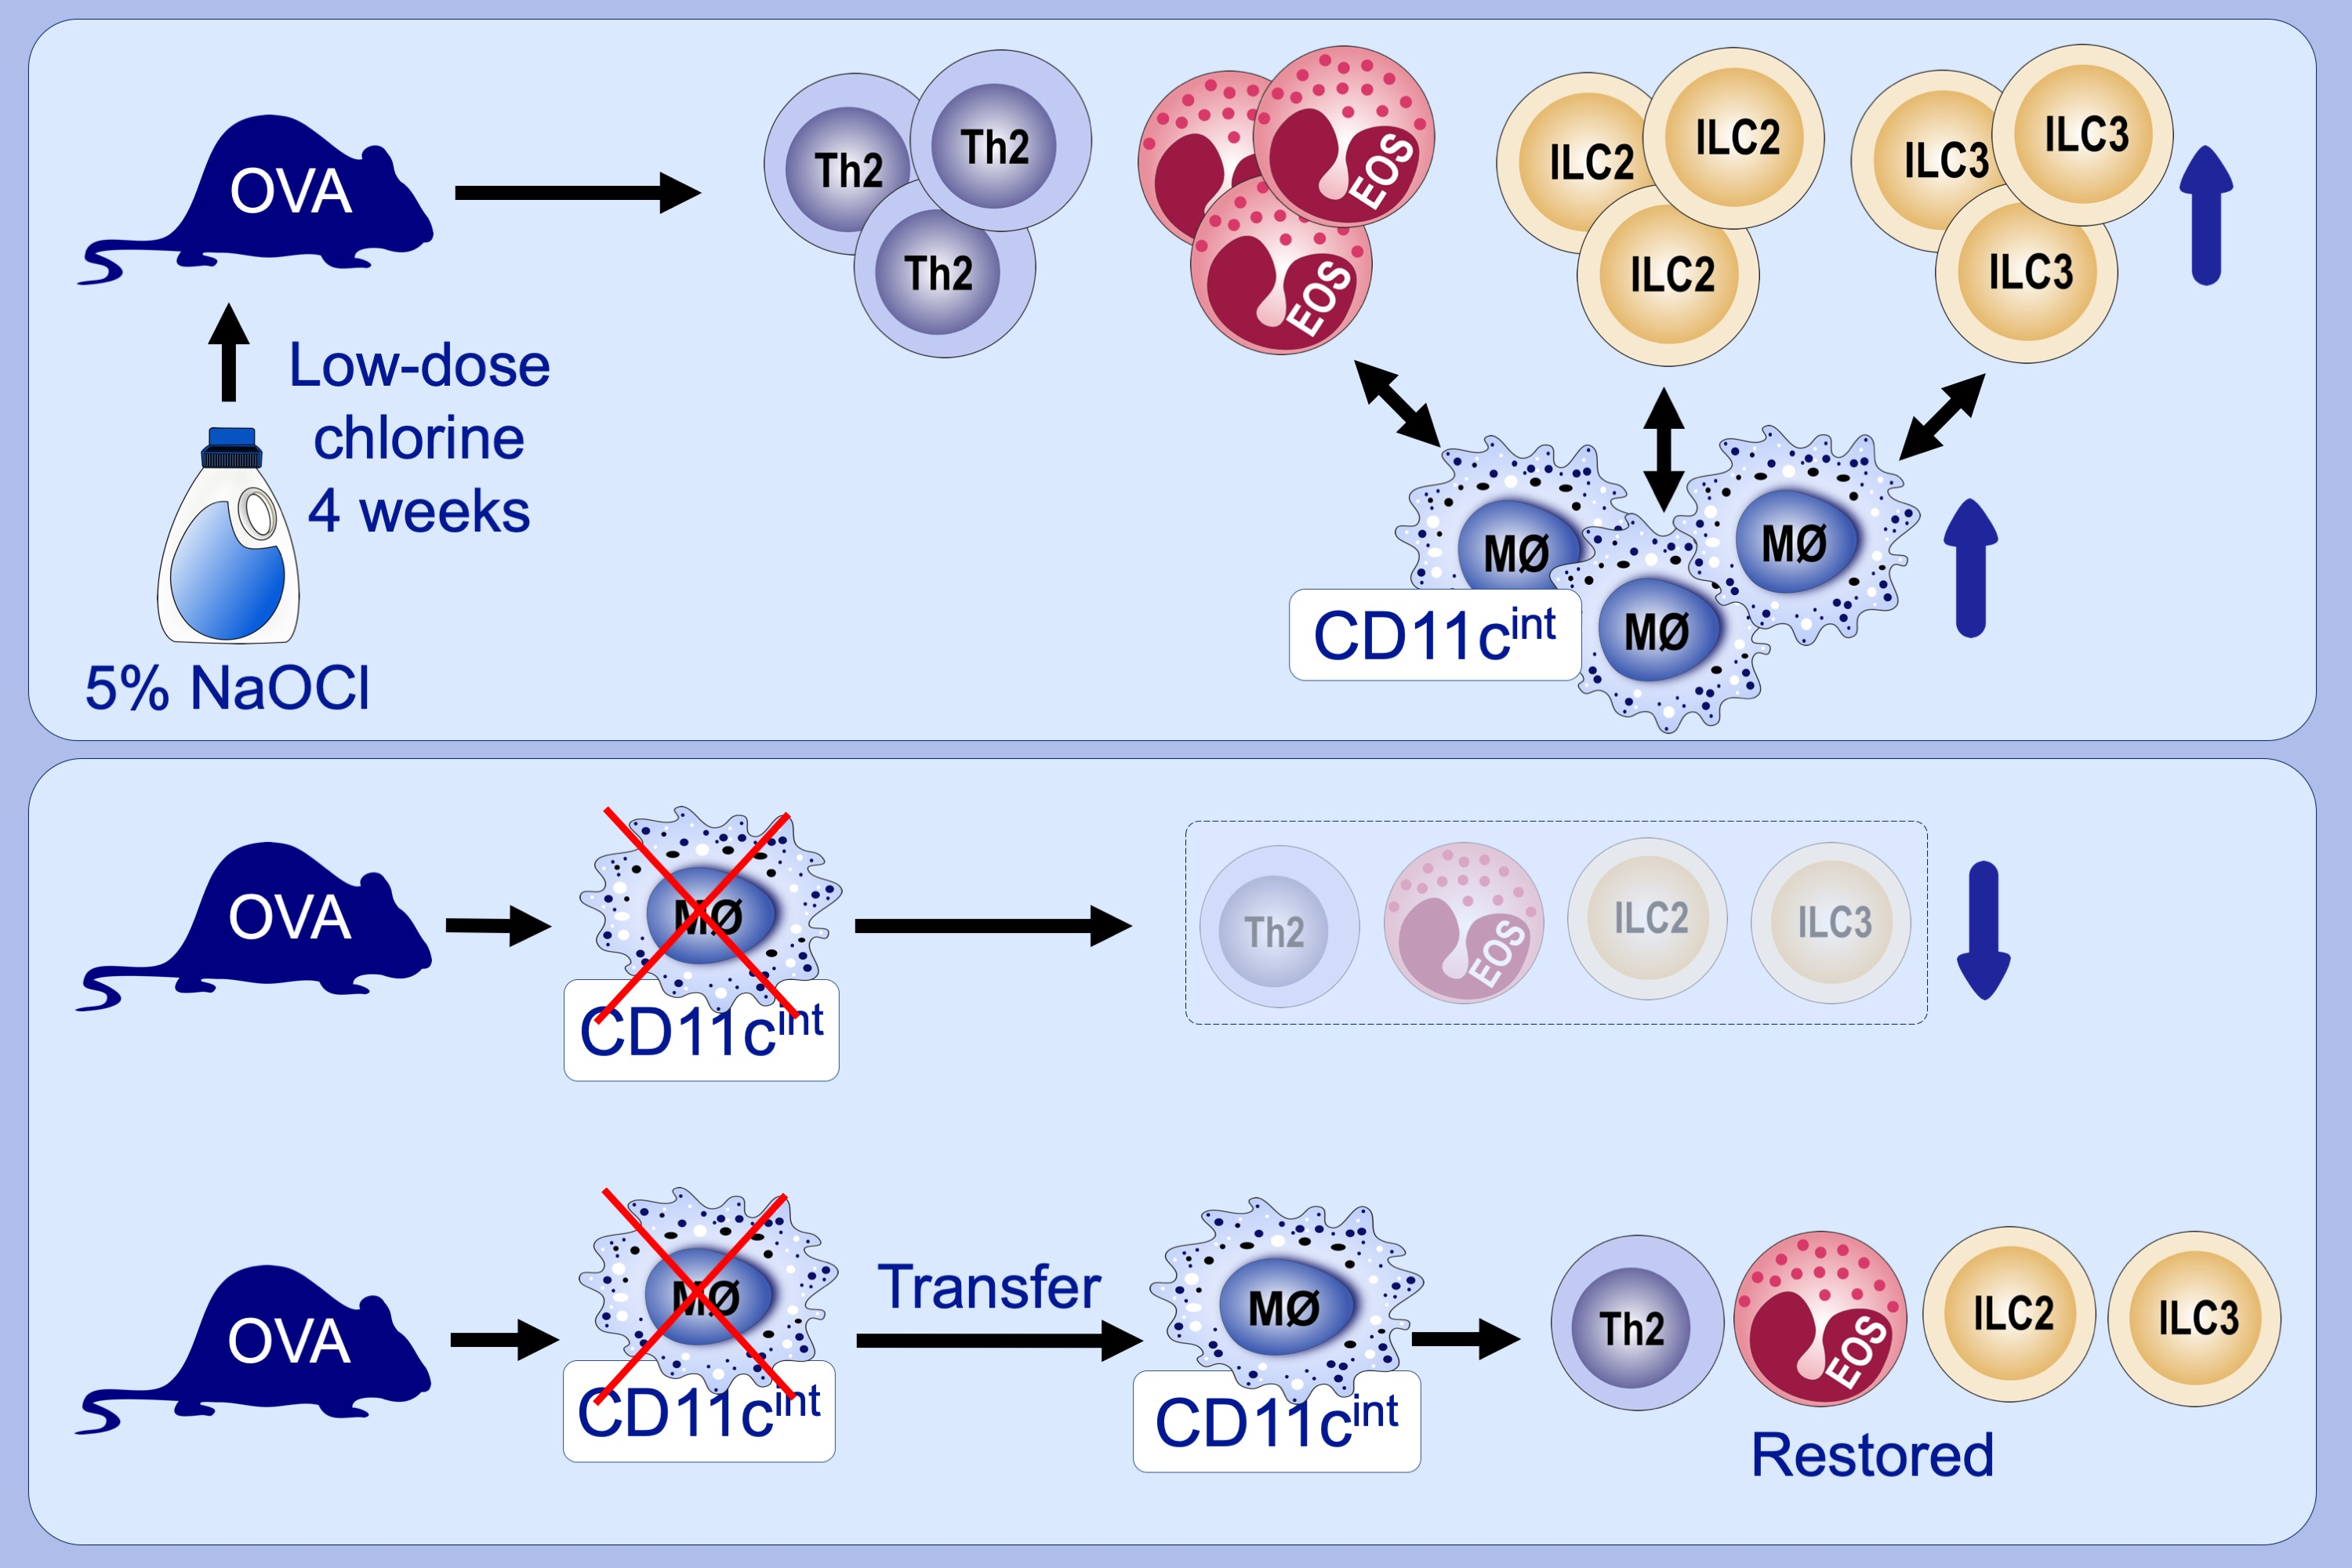 OVA
Th2
Th2
Th2
EOS
EOS
ILC2
ILC2
ILC2
ILC3
ILC3
ILC3
Low-dose
chlorine
4 weeks
5% NaOCl
MØ
MØ
MØ
CD11cint
OVA
MØ
CD11cint
Th2
EOS
ILC2
ILC3
OVA
MØ
CD11cint
Transfer
MØ
CD11cint
Th2
EOS
ILC2
ILC3
Restored